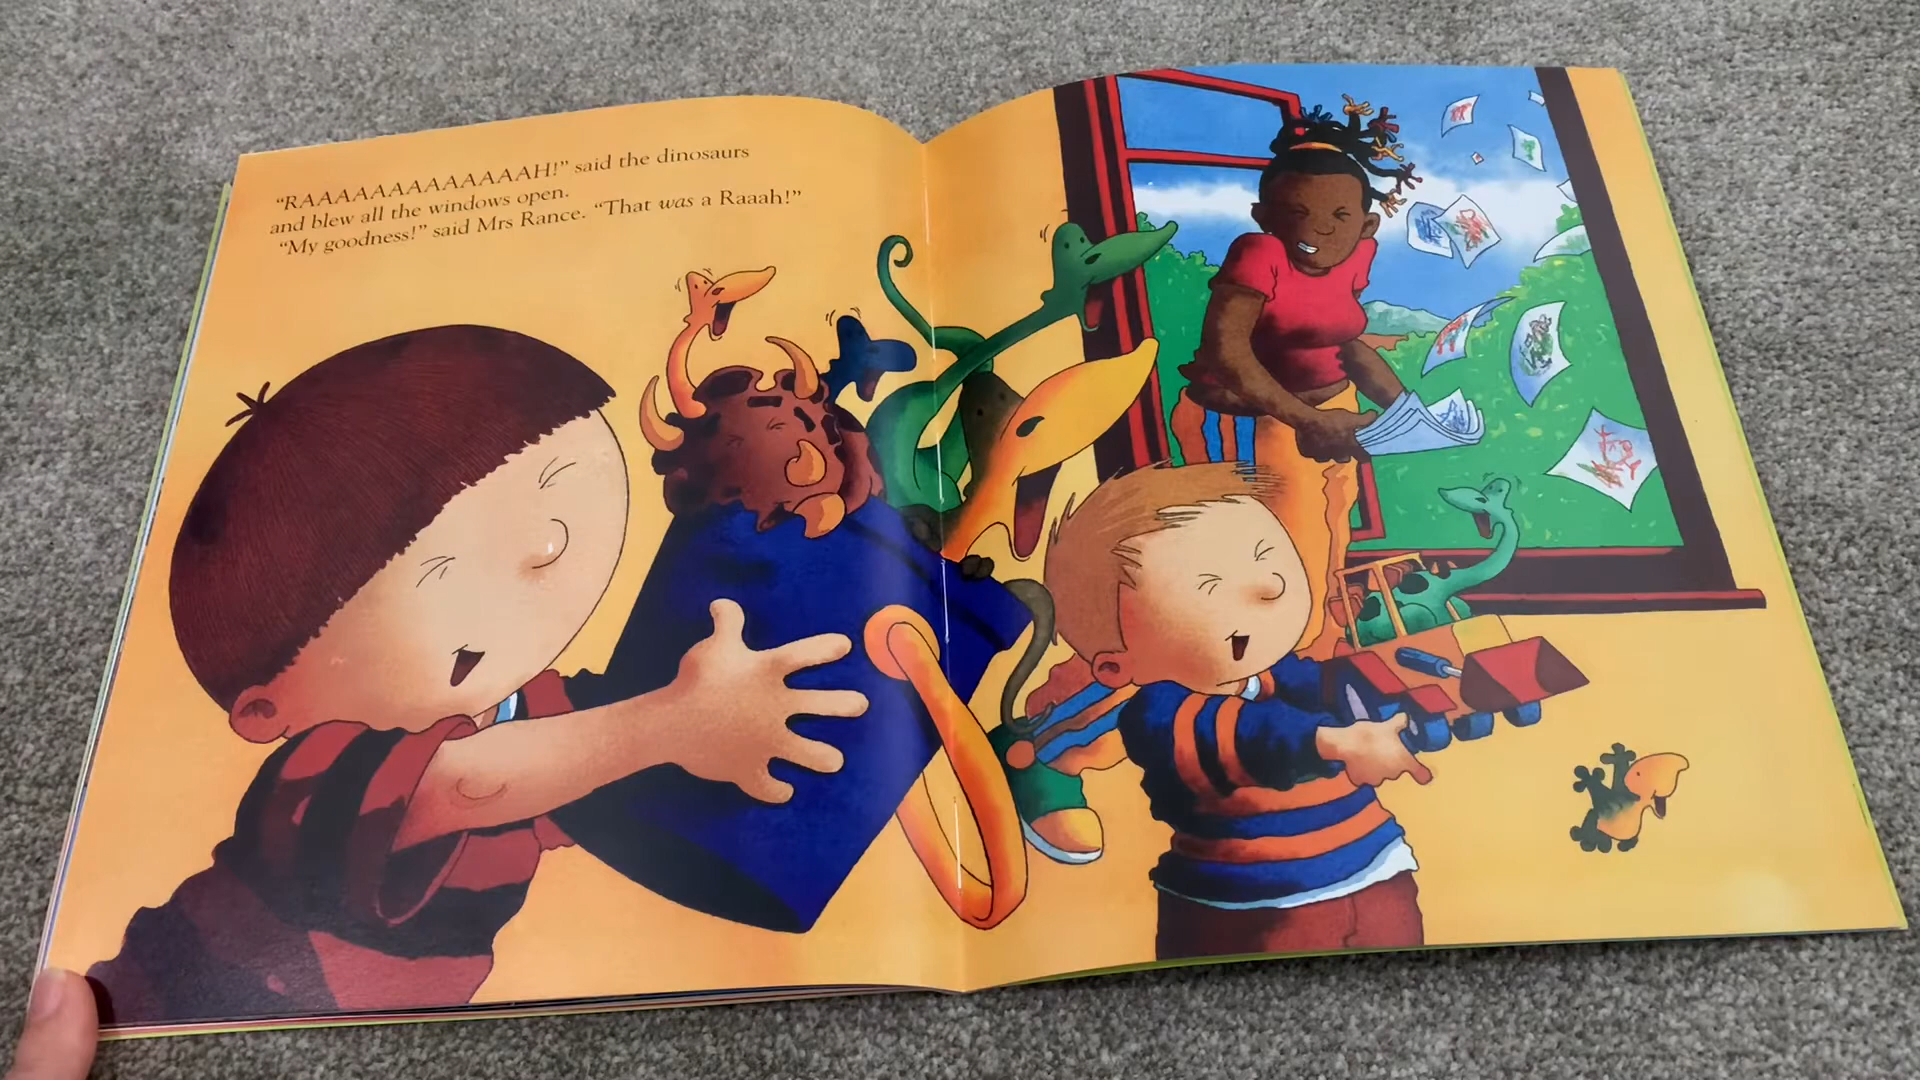 “RAAAAAAAAAAAAAH!” said the dinosaurs
and blew all the windows open.
“My goodness!” said Mrs Rance. “That was a Raaah!”